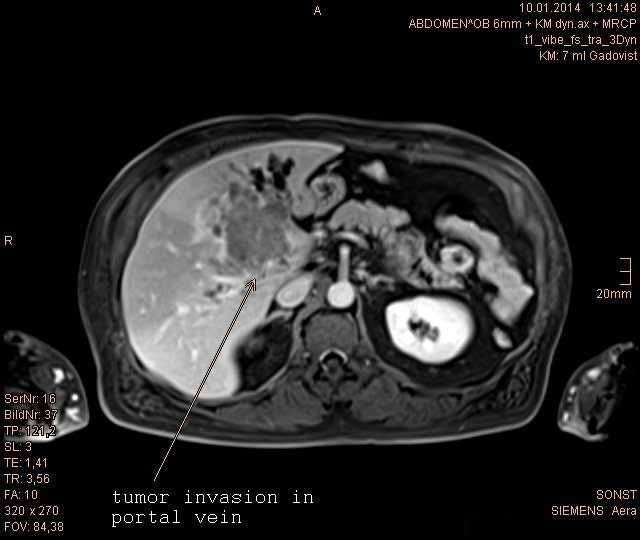 A
10.01.2014 13:41:48
ABDOMEN^OB 6mm + KM dyn.ax + MRCP
t1_vibe_fs_tra_3Dyn
KM: 7 ml Gadovist
R
20mm
SerNr: 16
BildNr: 37
TP: 121,2
SL: 3
TE: 1,41
TR: 3,56
FA: 10
320 x 270
FOV: 84,38
tumor invasion in
portal vein
SONST
SIEMENS Aera